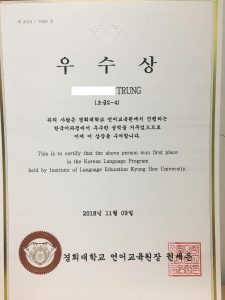 우 수 상
TRUNG
(초급2-4)
위의 사람은 경희대학교 언어교육원에서 진행하는
한국어과정에서 우수한 성적을 거두었으므로
이에 이 상장을 수여합니다.
This is to certify that the above person won first place
in the Korean Language Program
held by Institute of Language Education Kyung Hee University.
2018년 11월 09일
경희대학교 언어교육원장